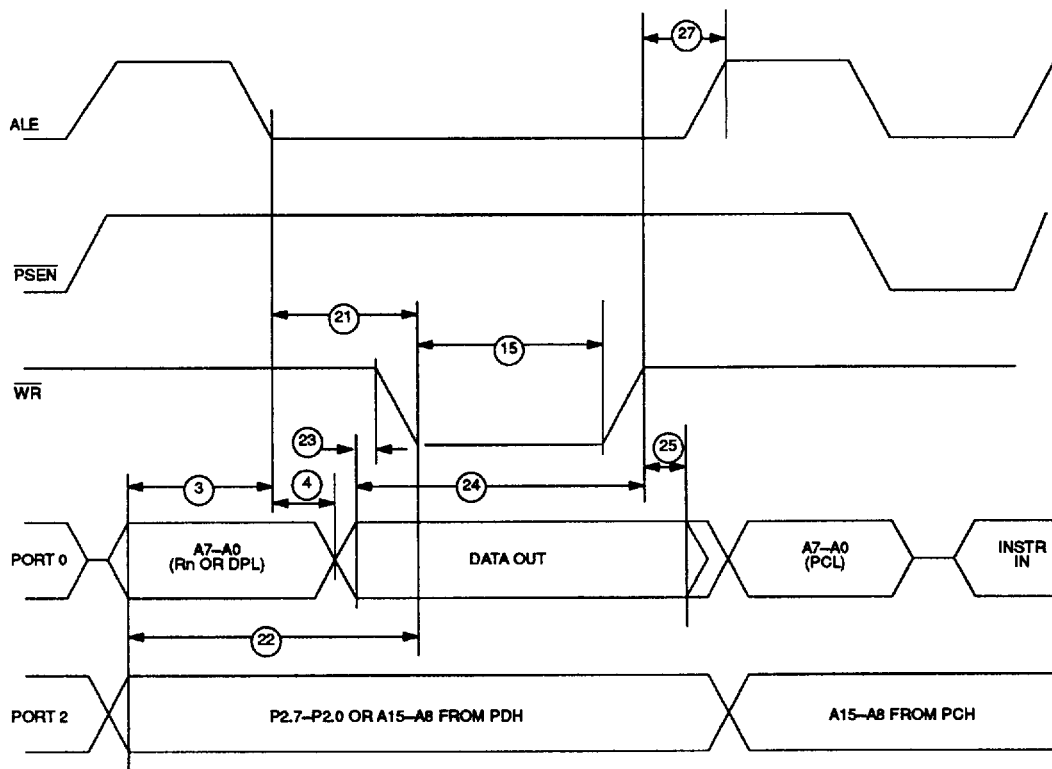 27
ALE
PSEN
21
15
WR
23
25
3
4
24
PORT 0
A7–A0
(Rn OR DPL)
DATA OUT
A7–A0
(PCL)
INSTR
IN
22
PORT 2
P2.7–P2.0 OR A15–A8 FROM PDH
A15–A8 FROM PCH